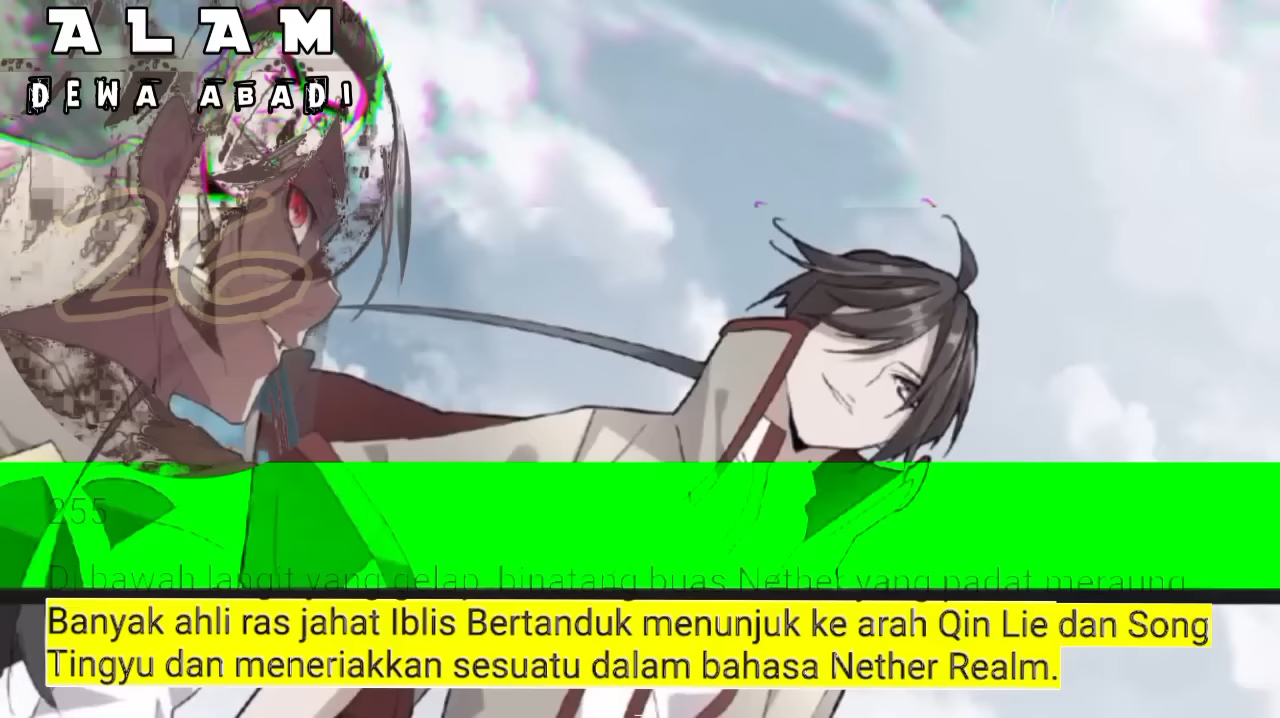 ALAM
DEWA ABADI
26
255
Di bawah langit yang gelap, binatang buas Nether yang padat meraung
Banyak ahli ras jahat Iblis Bertanduk menunjuk ke arah Qin Lie dan Song
Tingyu dan meneriakkan sesuatu dalam bahasa Nether Realm.